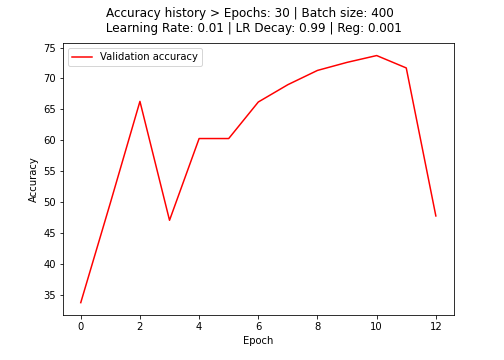 Accuracy history > Epochs: 30 | Batch size: 400
Learning Rate: 0.01 | LR Decay: 0.99 | Reg: 0.001
Validation accuracy
75
70
65
60
55
50
45
40
35
Accuracy
0 2 4 6 8 10 12
Epoch